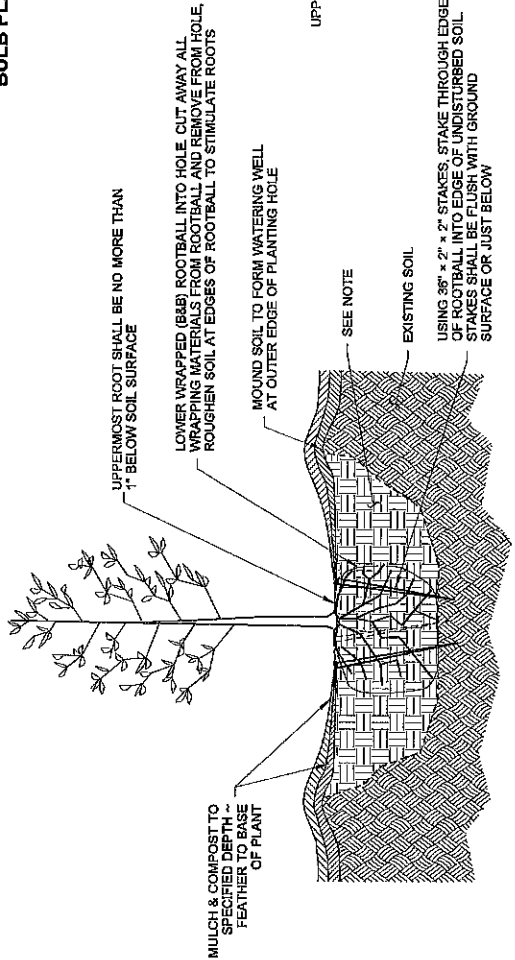 BULB PL
UPPERMOST ROOT SHALL BE NO MORE THAN
1" BELOW SOIL SURFACE
LOWER WRAPPED (B&B) ROOTBALL INTO HOLE, CUT AWAY ALL
WRAPPING MATERIALS FROM ROOTBALL AND REMOVE FROM HOLE,
ROUGHEN SOIL AT EDGES OF ROOTBALL TO STIMULATE ROOTS
MOUND SOIL TO FORM WATERING WELL
AT OUTER EDGE OF PLANTING HOLE
UPP
SEE NOTE
EXISTING SOIL
USING 36" x 2" x 2" STAKES, STAKE THROUGH EDGE
OF ROOTBALL INTO EDGE OF UNDISTURBED SOIL.
STAKES SHALL BE FLUSH WITH GROUND
SURFACE OR JUST BELOW
MULCH & COMPOST TO
SPECIFIED DEPTH ~
FEATHER TO BASE
OF PLANT